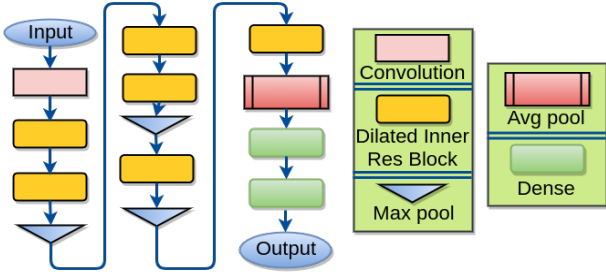 Input
Output
Convolution
Dilated Inner
Res Block
Max pool
Avg pool
Dense